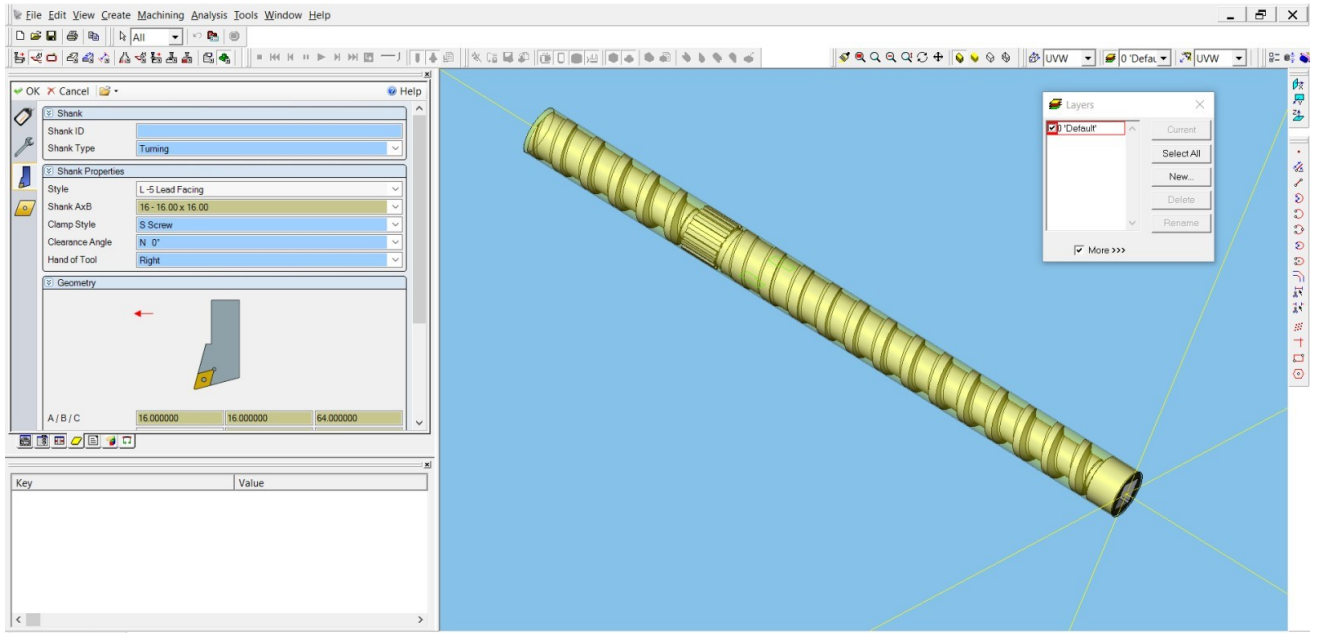 File Edit View Create Machining Analysis Tools Window Help
All
UVW 0 'Defau UVW
OK Cancel Help
Shank
Shank ID
Shank Type Turning
Shank Properties
Style L -5 Lead Facing
Shank AxB 16 - 16.00 x 16.00
Clamp Style S Screw
Clearance Angle N 0°
Hand of Tool Right
Geometry
A / B / C 16.000000 16.000000 64.000000
Key Value
Layers
0 'Default' Current
Select All
New...
Delete
Rename
More >>>